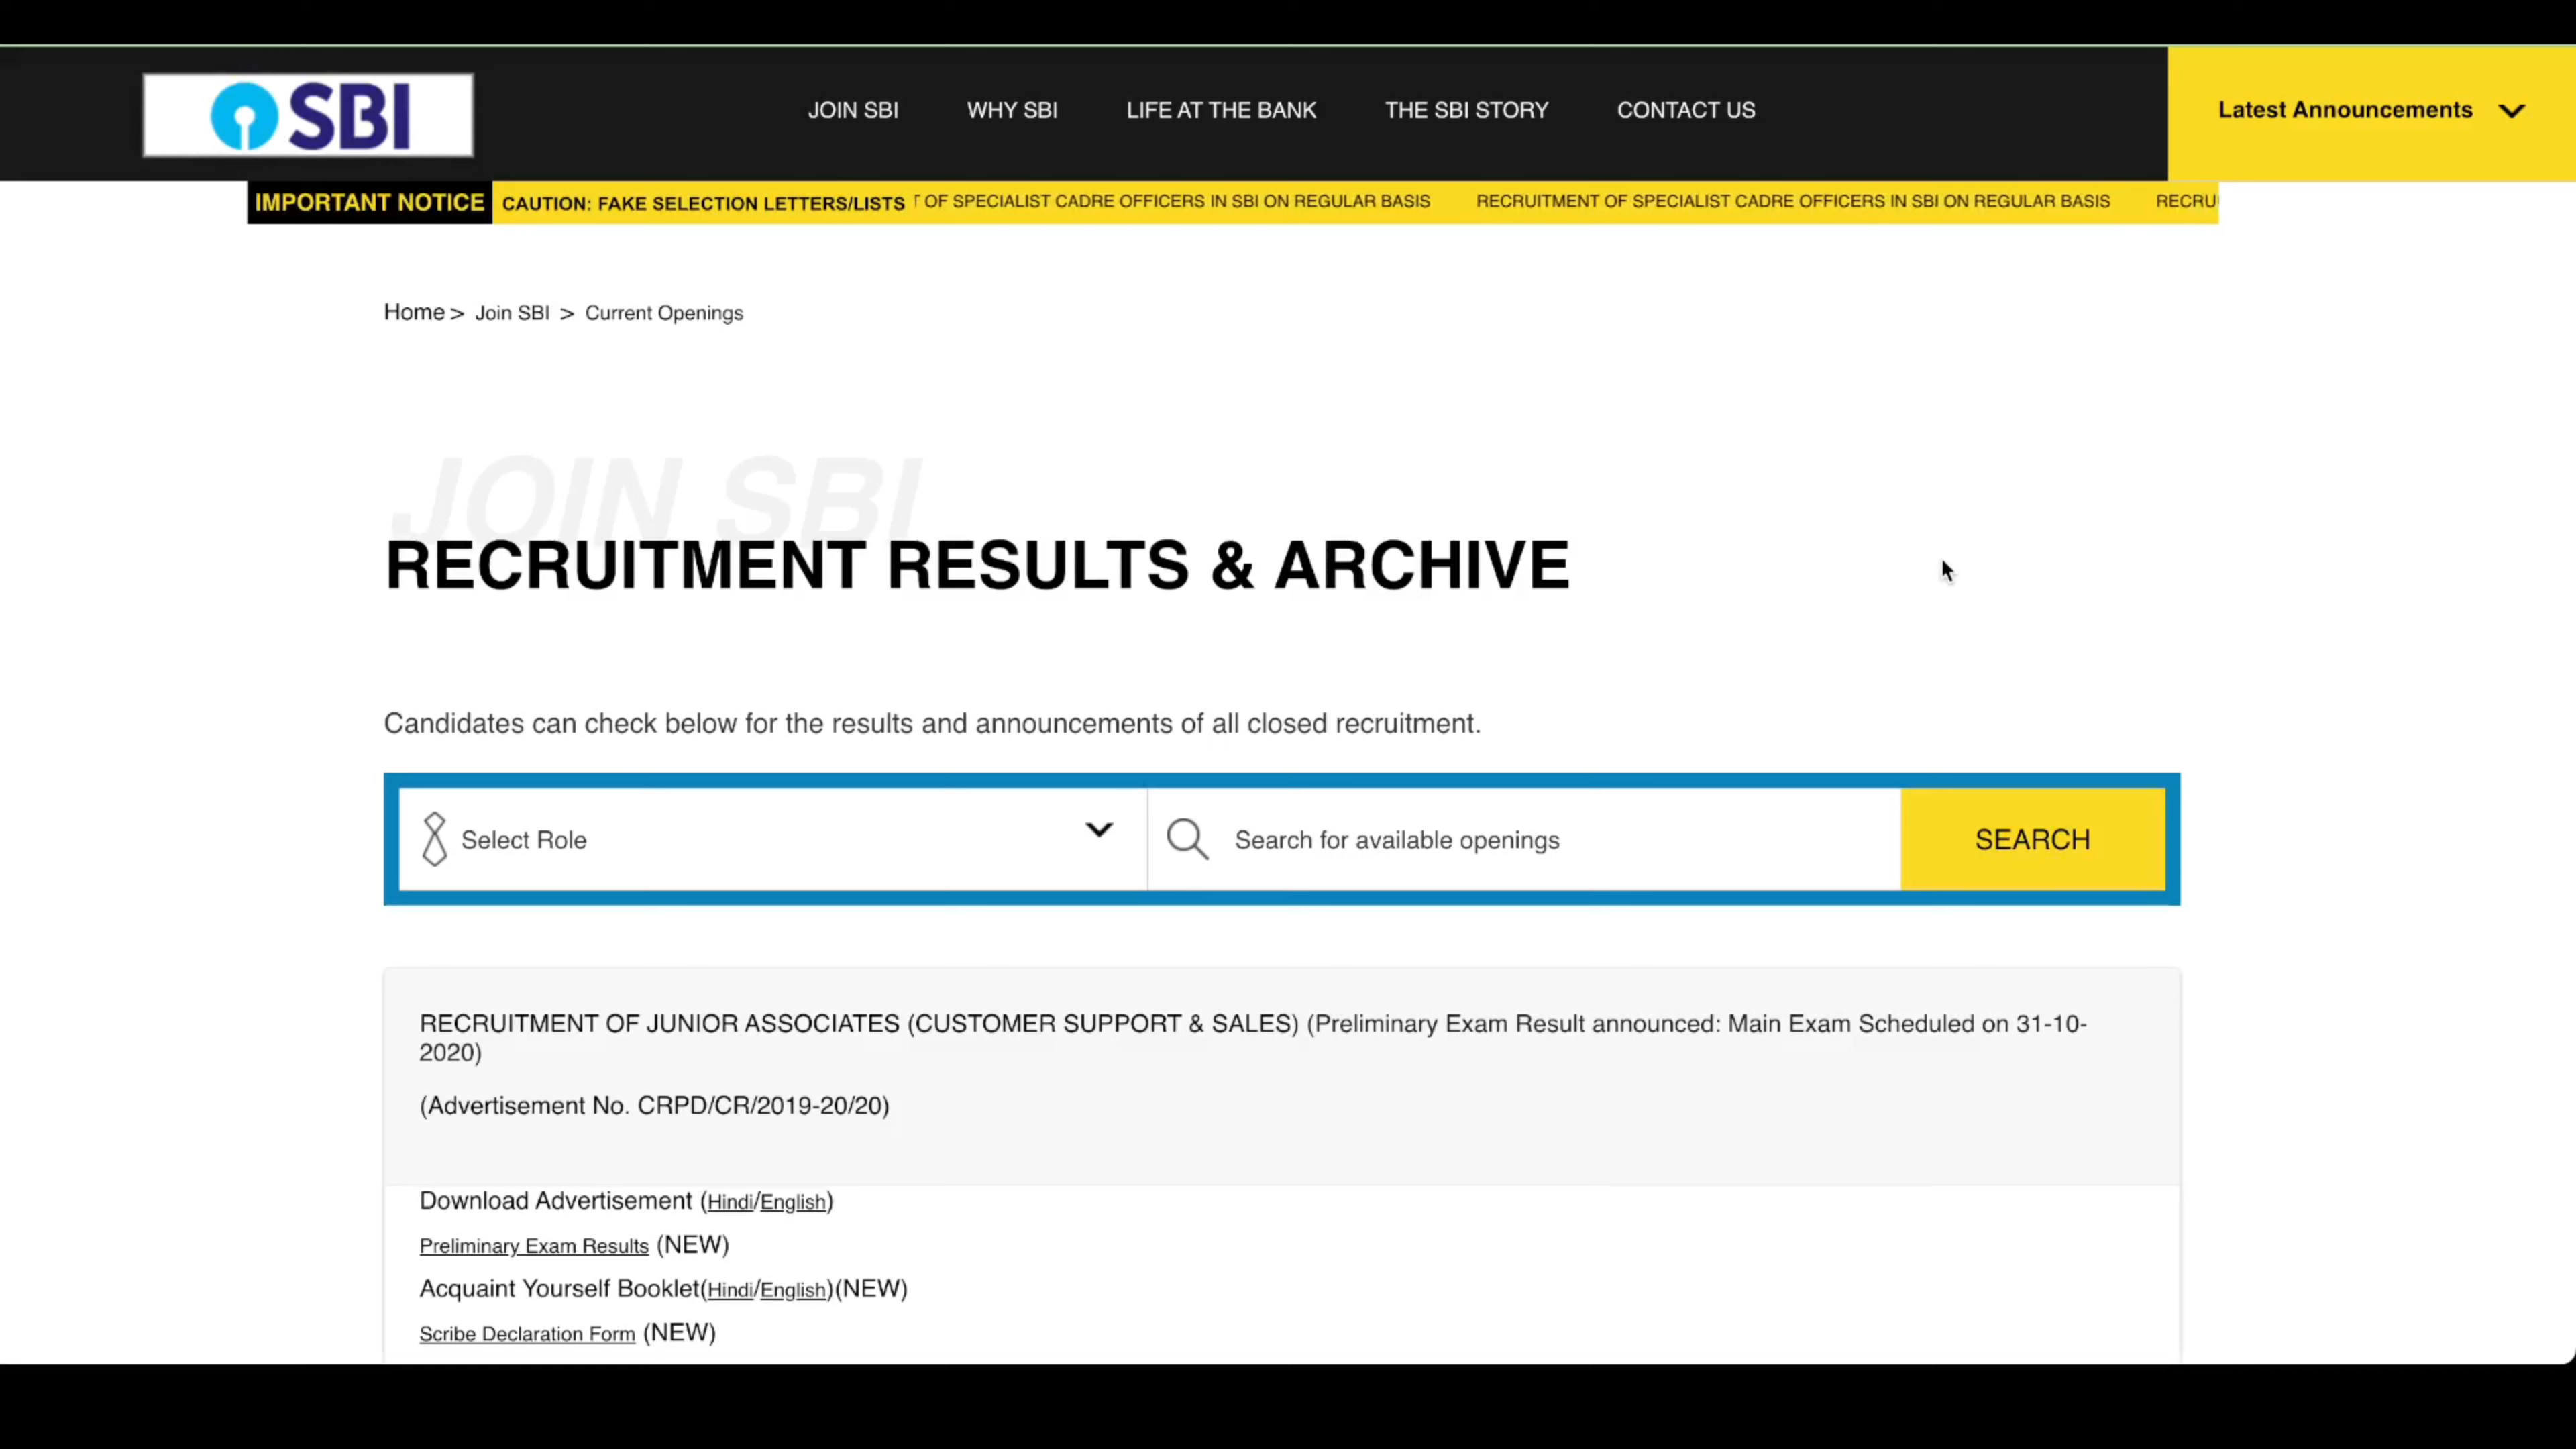 SBI
JOIN SBI
WHY SBI
LIFE AT THE BANK
THE SBI STORY
CONTACT US
Latest Announcements
IMPORTANT NOTICE
CAUTION: FAKE SELECTION LETTERS/LISTS
OF SPECIALIST CADRE OFFICERS IN SBI ON REGULAR BASIS
RECRUITMENT OF SPECIALIST CADRE OFFICERS IN SBI ON REGULAR BASIS
RECRU
Home > Join SBI > Current Openings
JOIN SBI
RECRUITMENT RESULTS & ARCHIVE
Candidates can check below for the results and announcements of all closed recruitment.
Select Role
Search for available openings
SEARCH
RECRUITMENT OF JUNIOR ASSOCIATES (CUSTOMER SUPPORT & SALES) (Preliminary Exam Result announced: Main Exam Scheduled on 31-10-
2020)
(Advertisement No. CRPD/CR/2019-20/20)
Download Advertisement (Hindi/English)
Preliminary Exam Results (NEW)
Acquaint Yourself Booklet(Hindi/English)(NEW)
Scribe Declaration Form (NEW)